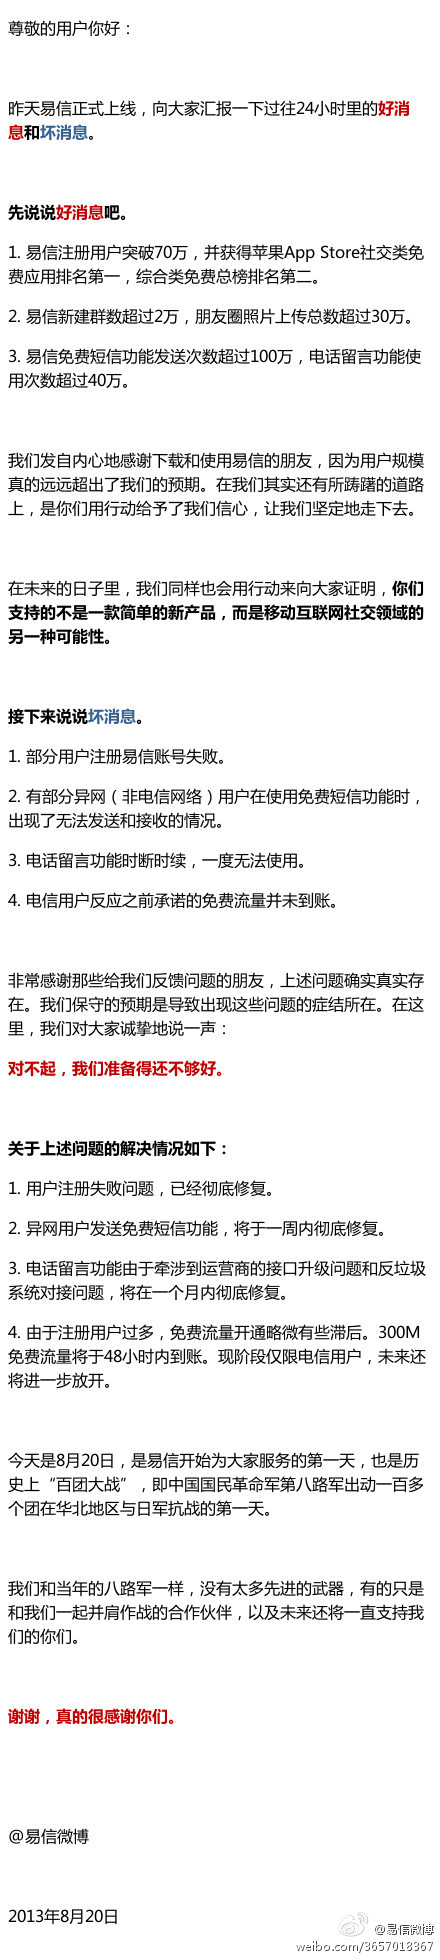 尊敬的用户你好：
昨天易信正式上线，向大家汇报一下过往24小时里的好消
息和坏消息。
先说说好消息吧。
1. 易信注册用户突破70万，并获得苹果App Store社交类免
费应用排名第一，综合类免费总榜排名第二。
2. 易信新建群数超过2万，朋友圈照片上传总数超过30万。
3. 易信免费短信功能发送次数超过100万，电话留言功能使
用次数超过40万。
我们发自内心地感谢下载和使用易信的朋友，因为用户规模
真的远远超出了我们的预期。在我们其实还有所踌躇的道路
上，是你们用行动给予了我们信心，让我们坚定地走下去。
在未来的日子里，我们同样也会用行动来向大家证明，你们
支持的不是一款简单的新产品，而是移动互联网社交领域的
另一种可能性。
接下来说说坏消息。
1. 部分用户注册易信账号失败。
2. 有部分异网（非电信网络）用户在使用免费短信功能时，
出现了无法发送和接收的情况。
3. 电话留言功能时断时续，一度无法使用。
4. 电信用户反应之前承诺的免费流量并未到账。
非常感谢那些给我们反馈问题的朋友，上述问题确实真实存
在。我们保守的预期是导致出现这些问题的症结所在。在这
里，我们对大家诚挚地说一声：
对不起，我们准备得还不够好。
关于上述问题的解决情况如下：
1. 用户注册失败问题，已经彻底修复。
2. 异网用户发送免费短信功能，将于一周内彻底修复。
3. 电话留言功能由于牵涉到运营商的接口升级问题和反垃圾
系统对接问题，将在一个月内彻底修复。
4. 由于注册用户过多，免费流量开通略微有些滞后。300M
免费流量将于48小时内到账。现阶段仅限电信用户，未来还
将进一步放开。
今天是8月20日，是易信开始为大家服务的第一天，也是历
史上“百团大战”，即中国国民革命军第八路军出动一百多
个团在华北地区与日军抗战的第一天。
我们和当年的八路军一样，没有太多先进的武器，有的只是
和我们一起并肩作战的合作伙伴，以及未来还将一直支持我
们的你们。
谢谢，真的很感谢你们。
@易信微博
2013年8月20日
@易信微博
weibo.com/3657018367